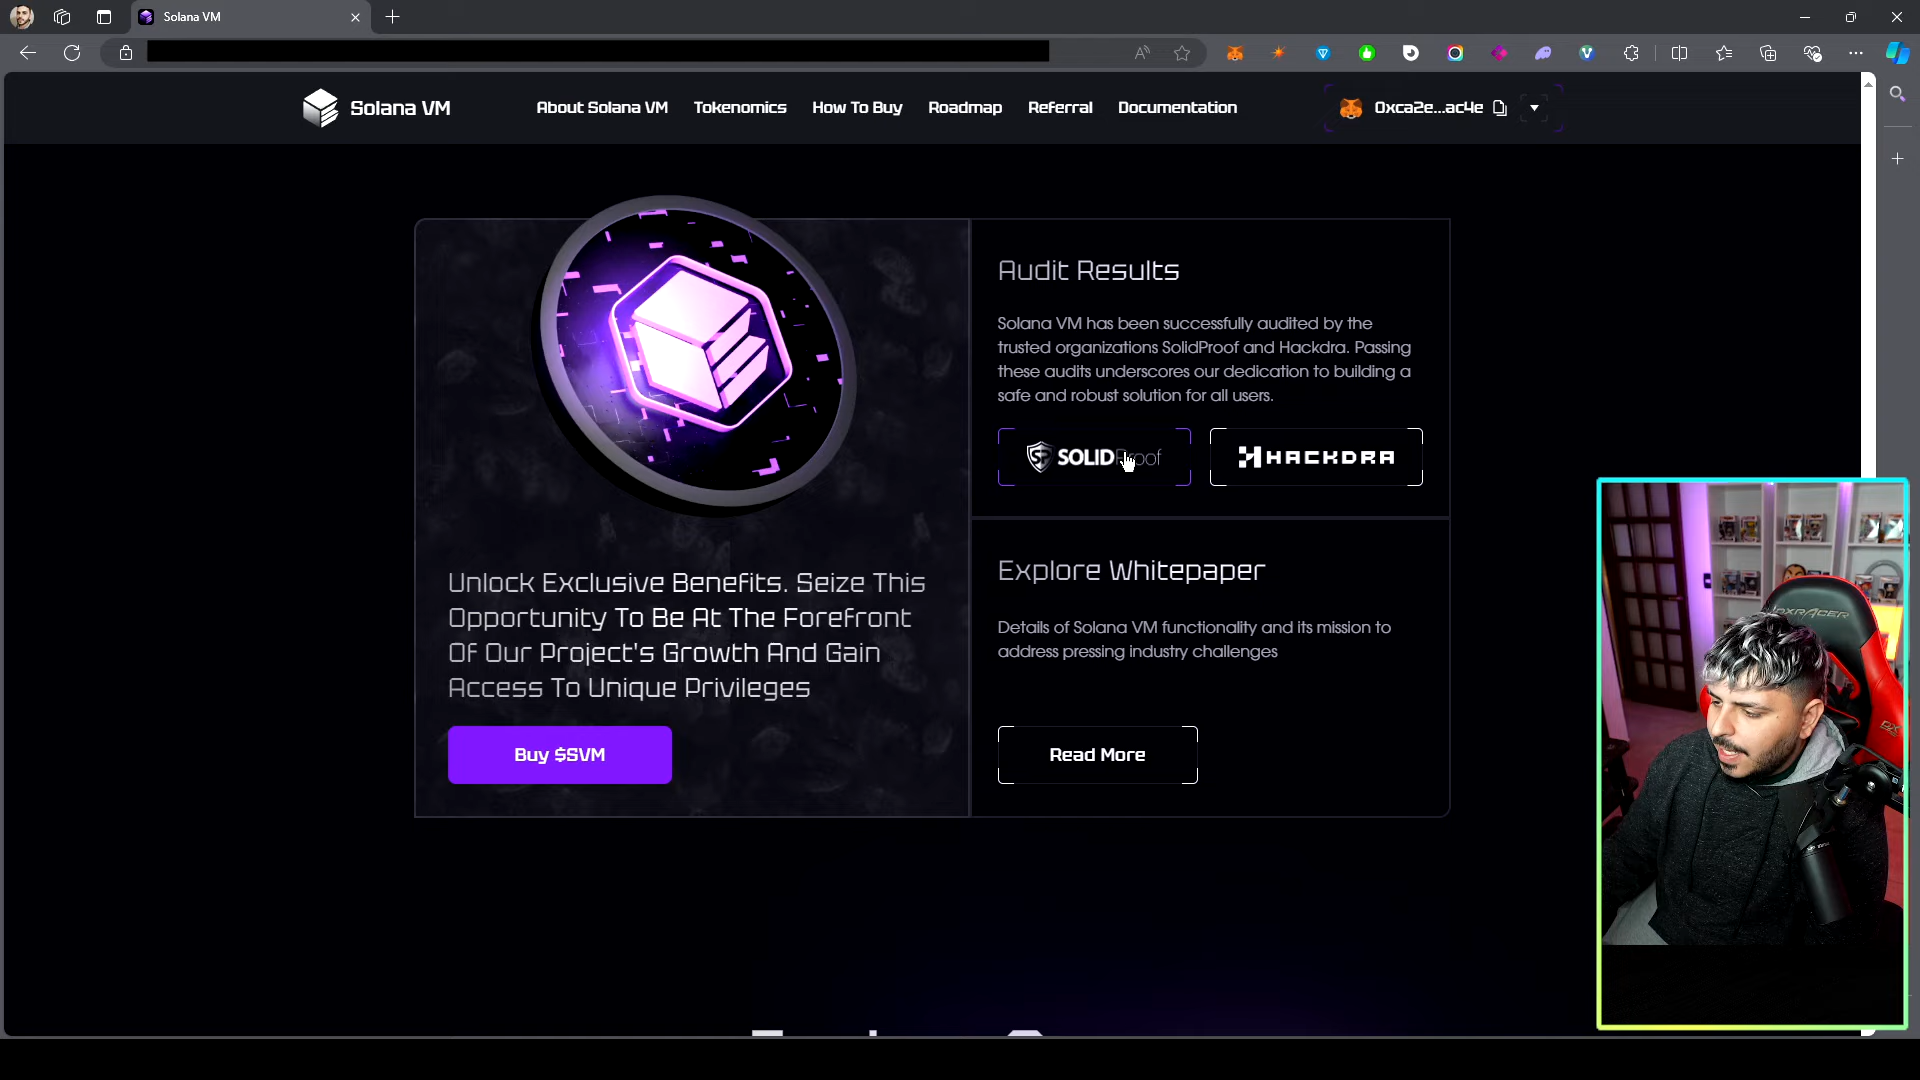 Solana VM
Solana VM
About Solana VM
Tokenomics
How To Buy
Roadmap
Referral
Documentation
0xca2e...ac4e
Audit Results
Solana VM has been successfully audited by the
trusted organizations SolidProof and Hackdra. Passing
these audits underscores our dedication to building a
safe and robust solution for all users.
SOLIDProof
HACKDRA
Unlock Exclusive Benefits. Seize This
Opportunity To Be At The Forefront
Of Our Project's Growth And Gain
Access To Unique Privileges
Buy $SVM
Explore Whitepaper
Details of Solana VM functionality and its mission to
address pressing industry challenges
Read More